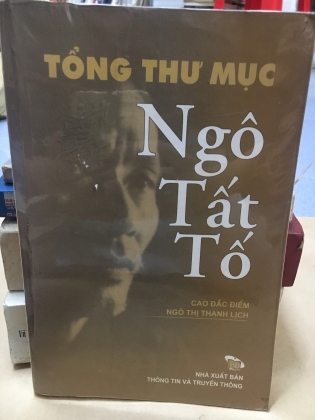 TỔNG THƯ MỤC
Ngô
Tất
Tố
CAO ĐẮC ĐIỂM
NGÔ THỊ THANH LỊCH
NHÀ XUẤT BẢN
THÔNG TIN VÀ TRUYỀN THÔNG